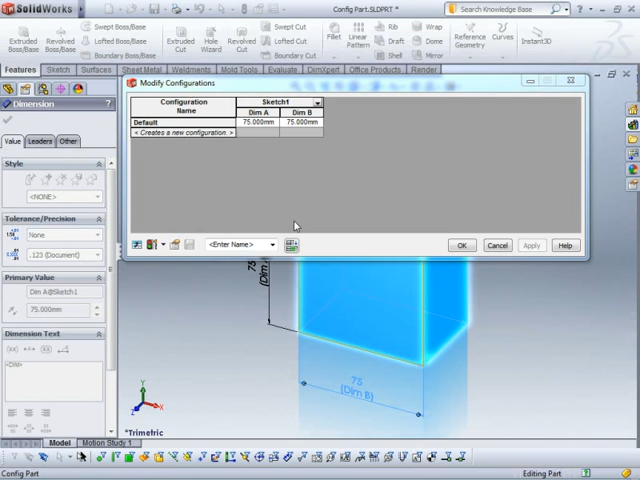 SolidWorks
Config Part.SLDPRT *
Search Knowledge Base
Extruded Boss/Base
Revolved Boss/Base
Swept Boss/Base
Lofted Boss/Base
Boundary Boss/Base
Extruded Cut
Hole Wizard
Revolved Cut
Swept Cut
Lofted Cut
Boundary Cut
Fillet
Linear Pattern
Rib
Draft
Shell
Wrap
Dome
Mirror
Reference Geometry
Curves
Instant3D
Features
Sketch
Surfaces
Sheet Metal
Weldments
Mold Tools
Evaluate
DimXpert
Office Products
Render
Dimension
Value
Leaders
Other
Style
<NONE>
Tolerance/Precision
None
.123 (Document)
Primary Value
Dim A@Sketch1
75.000mm
Dimension Text
<DIM>
Modify Configurations
Configuration Name
Sketch1
Dim A
Dim B
Default
75.000mm
75.000mm
< Creates a new configuration. >
<Enter Name>
OK
Cancel
Apply
Help
75
(Dim A)
75
(Dim B)
Y
X
Z
*Trimetric
Model
Motion Study 1
Config Part
Editing Part